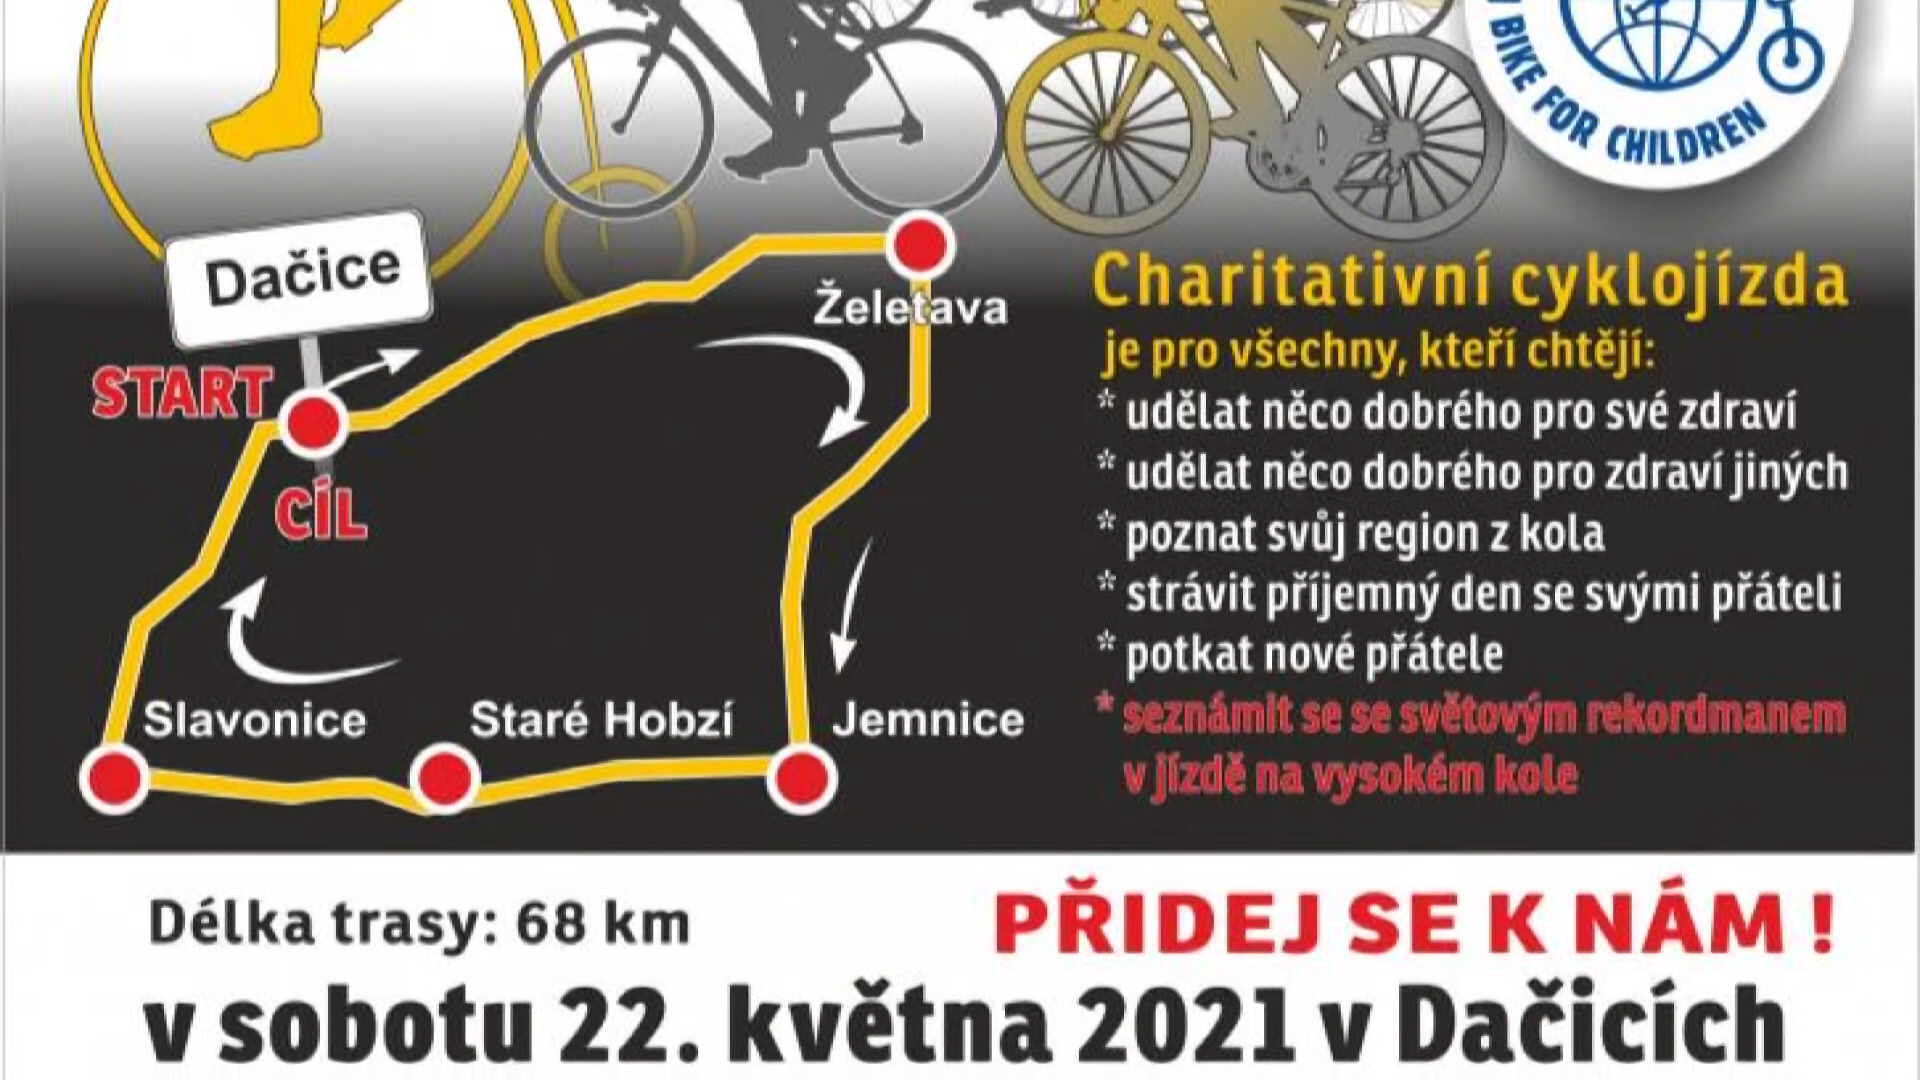 BIKE FOR CHILDREN
Dačice
Želetava
START
CÍL
Slavonice
Staré Hobzí
Jemnice
Charitativní cyklojízda
je pro všechny, kteří chtějí:
* udělat něco dobrého pro své zdraví
* udělat něco dobrého pro zdraví jiných
* poznat svůj region z kola
* strávit příjemný den se svými přáteli
* potkat nové přátele
* seznámit se se světovým rekordmanem
v jízdě na vysokém kole
Délka trasy: 68 km
PŘIDEJ SE K NÁM !
v sobotu 22. května 2021 v Dačicích